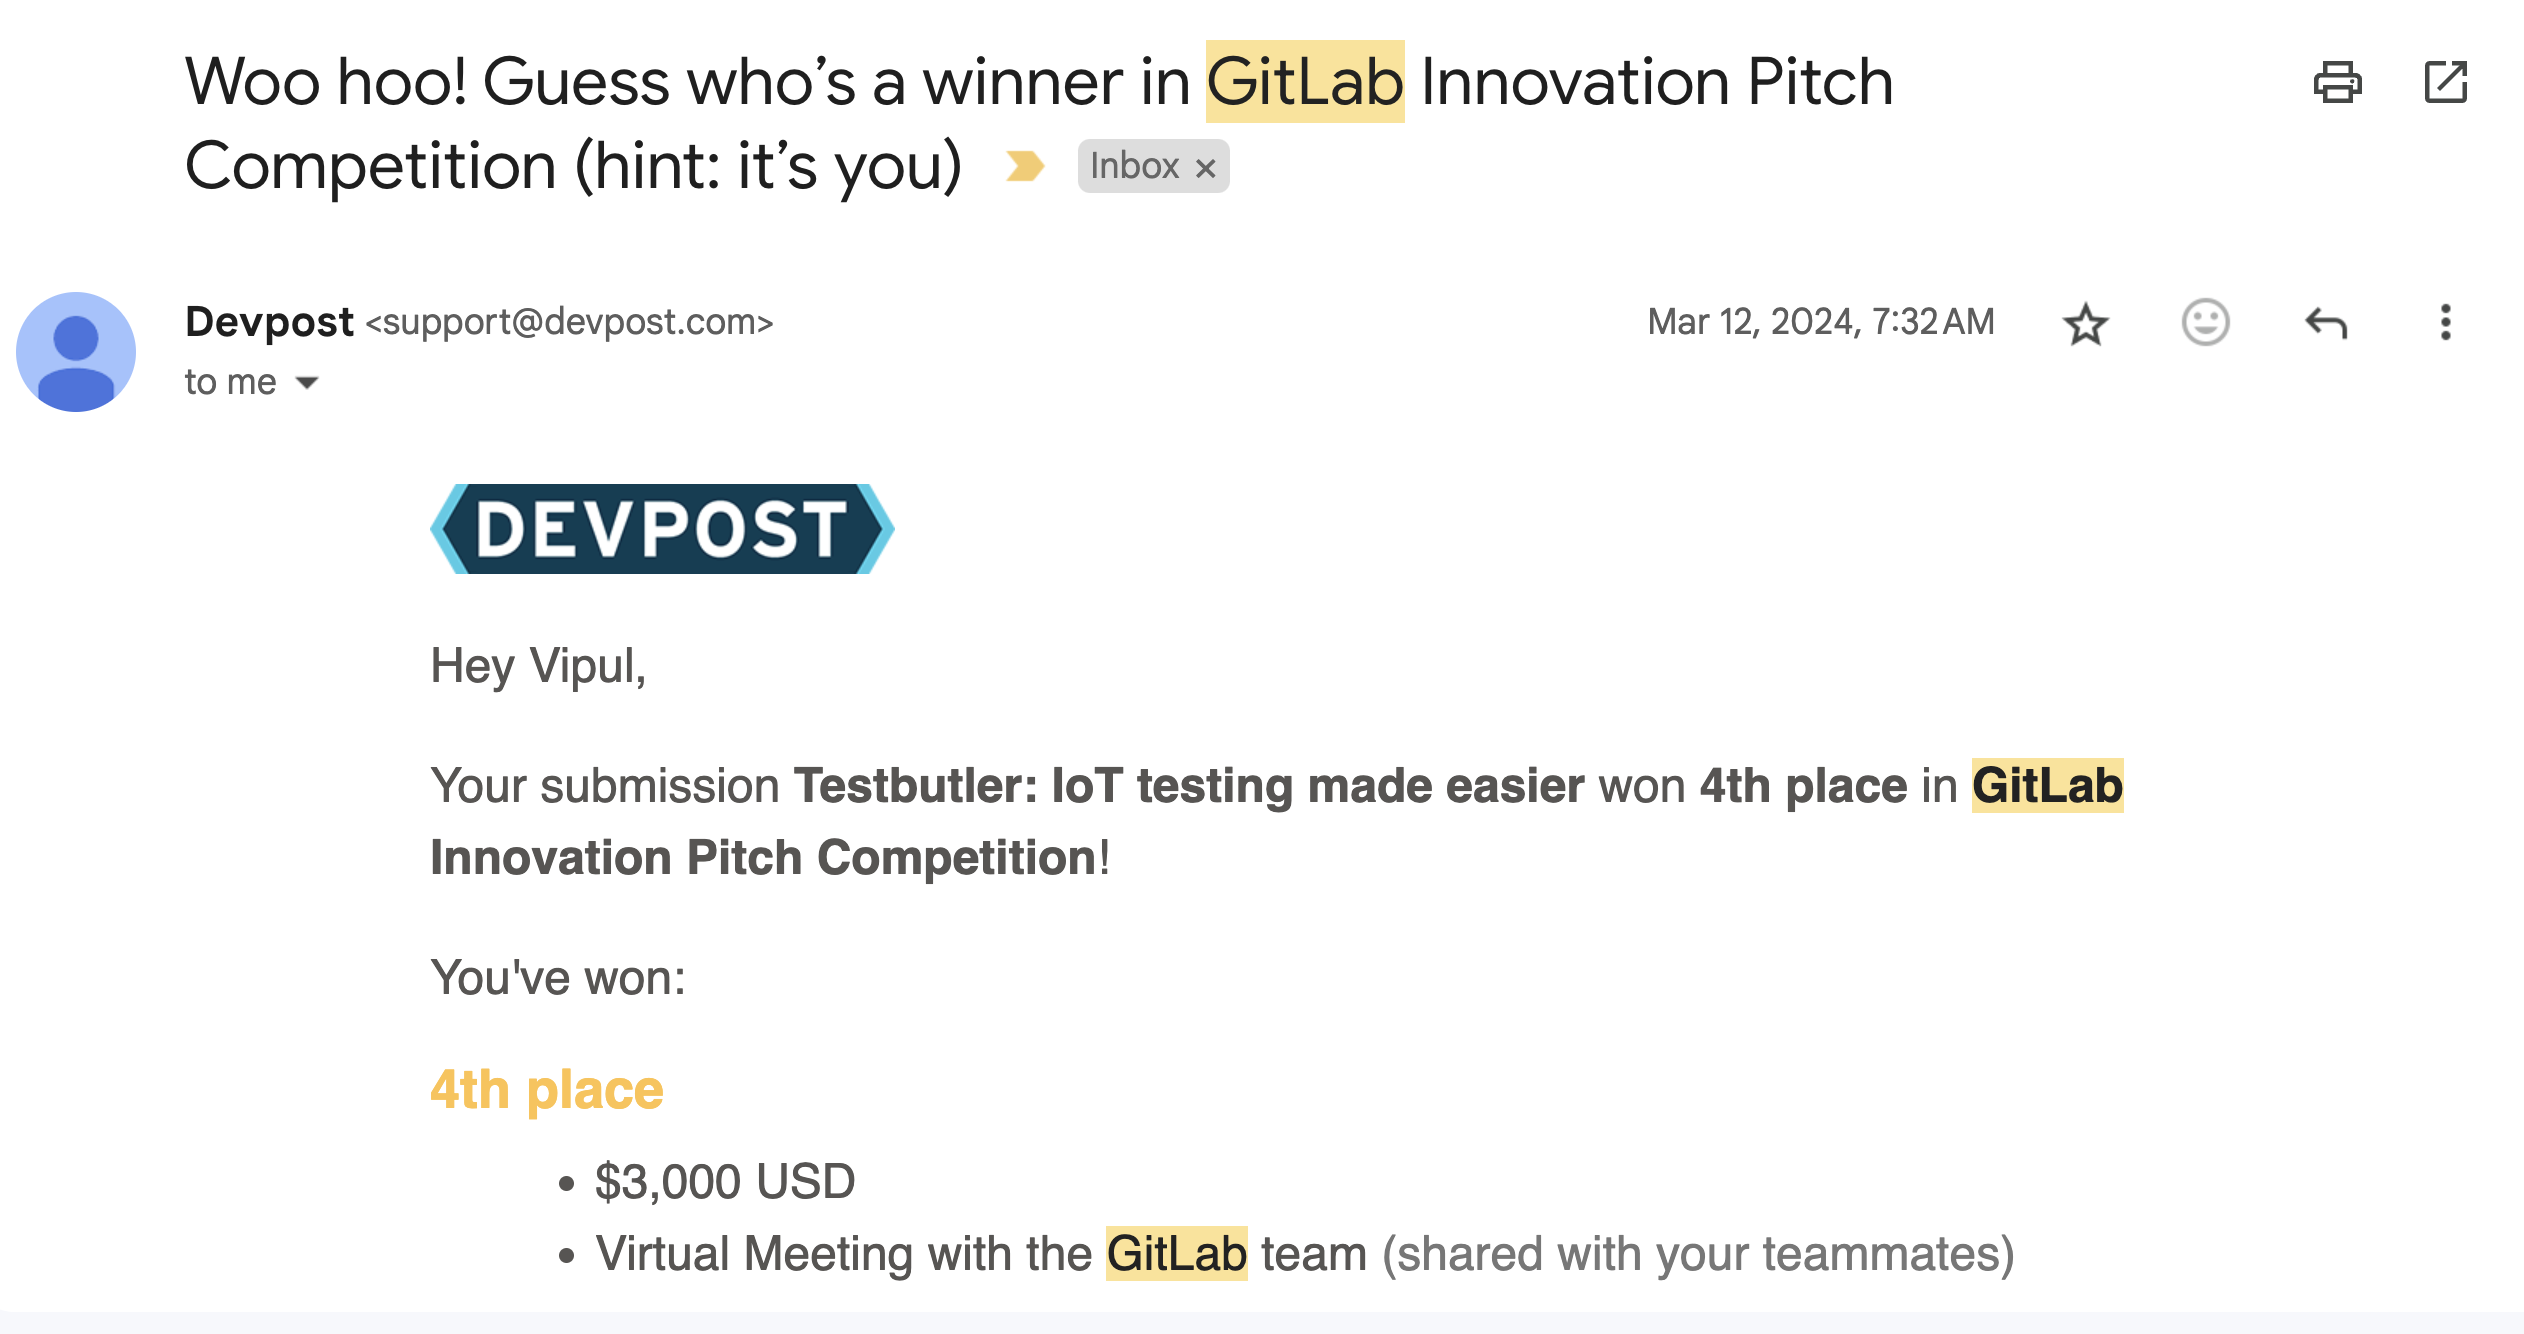 Woo hoo! Guess who’s a winner in GitLab Innovation Pitch
Competition (hint: it’s you)
Inbox ×
Devpost <support@devpost.com>
Mar 12, 2024, 7:32 AM
to me
DEVPOST
Hey Vipul,
Your submission Testbutler: IoT testing made easier won 4th place in GitLab
Innovation Pitch Competition!
You've won:
4th place
• $3,000 USD
• Virtual Meeting with the GitLab team (shared with your teammates)